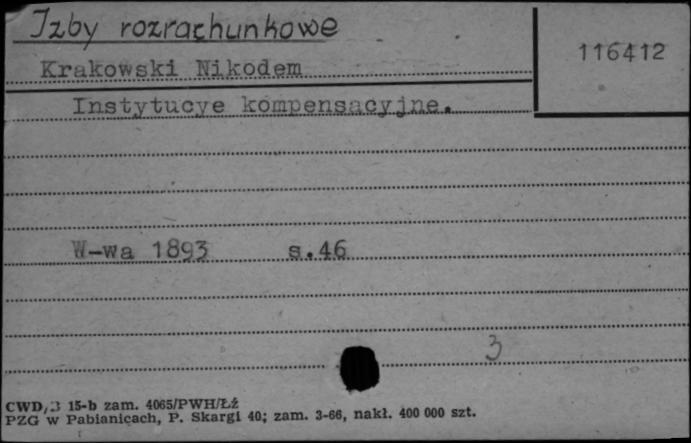 Izby rozrachunkowe
116412
Krakowski Nikodem
Instytucye kompensacyjne.
W-wa 1893 s.46
3
CWD/3 15-b zam. 4065/PWH/Łż
PZG w Pabianicach, P. Skargi 40; zam. 3-66, nakł. 400 000 szt.